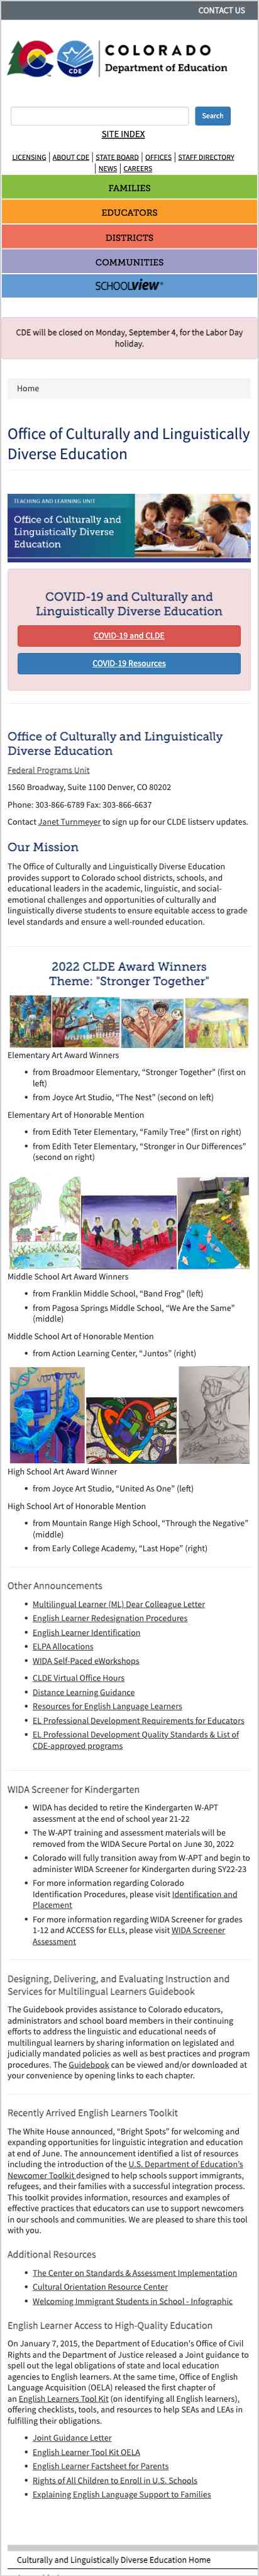 CONTACT US
COLORADO
Department of Education
CDE
Search
SITE INDEX
LICENSING | ABOUT CDE | STATE BOARD | OFFICES | STAFF DIRECTORY
| NEWS | CAREERS
FAMILIES
EDUCATORS
DISTRICTS
COMMUNITIES
SCHOOLVIEW®
CDE will be closed on Monday, September 4, for the Labor Day
holiday.
Home
Office of Culturally and Linguistically
Diverse Education
TEACHING AND LEARNING UNIT
Office of Culturally and
Linguistically Diverse
Education
COVID-19 and Culturally and
Linguistically Diverse Education
COVID-19 and CLDE
COVID-19 Resources
Office of Culturally and Linguistically
Diverse Education
Federal Programs Unit
1560 Broadway, Suite 1100 Denver, CO 80202
Phone: 303-866-6789 Fax: 303-866-6637
Contact Janet Turnmeyer to sign up for our CLDE listserv updates.
Our Mission
The Office of Culturally and Linguistically Diverse Education
provides support to Colorado school districts, schools, and
educational leaders in the academic, linguistic, and social-
emotional challenges and opportunities of culturally and
linguistically diverse students to ensure equitable access to grade
level standards and ensure a well-rounded education.
2022 CLDE Award Winners
Theme: "Stronger Together"
Elementary Art Award Winners
• from Broadmoor Elementary, “Stronger Together” (first on
left)
• from Joyce Art Studio, “The Nest” (second on left)
Elementary Art of Honorable Mention
• from Edith Teter Elementary, “Family Tree” (first on right)
• from Edith Teter Elementary, “Stronger in Our Differences”
(second on right)
Middle School Art Award Winners
• from Franklin Middle School, “Band Frog” (left)
• from Pagosa Springs Middle School, “We Are the Same”
(middle)
Middle School Art of Honorable Mention
• from Action Learning Center, “Juntos” (right)
High School Art Award Winner
• from Joyce Art Studio, “United As One” (left)
High School Art of Honorable Mention
• from Mountain Range High School, “Through the Negative”
(middle)
• from Early College Academy, “Last Hope” (right)
Other Announcements
• Multilingual Learner (ML) Dear Colleague Letter
• English Learner Redesignation Procedures
• English Learner Identification
• ELPA Allocations
• WIDA Self-Paced eWorkshops
• CLDE Virtual Office Hours
• Distance Learning Guidance
• Resources for English Language Learners
• EL Professional Development Requirements for Educators
• EL Professional Development Quality Standards & List of
CDE-approved programs
WIDA Screener for Kindergarten
• WIDA has decided to retire the Kindergarten W-APT
assessment at the end of school year 21-22
• The W-APT training and assessment materials will be
removed from the WIDA Secure Portal on June 30, 2022
• Colorado will fully transition away from W-APT and begin to
administer WIDA Screener for Kindergarten during SY22-23
• For more information regarding Colorado
Identification Procedures, please visit Identification and
Placement
• For more information regarding WIDA Screener for grades
1-12 and ACCESS for ELLs, please visit WIDA Screener
Assessment
Designing, Delivering, and Evaluating Instruction and
Services for Multilingual Learners Guidebook
The Guidebook provides assistance to Colorado educators,
administrators and school board members in their continuing
efforts to address the linguistic and educational needs of
multilingual learners by sharing information on legislated and
judicially mandated policies as well as best practices and program
procedures. The Guidebook can be viewed and/or downloaded at
your convenience by opening links to each chapter.
Recently Arrived English Learners Toolkit
The White House announced, “Bright Spots” for welcoming and
expanding opportunities for linguistic integration and education
at end of June. The announcement identified a list of resources
including the introduction of the U.S. Department of Education’s
Newcomer Toolkit designed to help schools support immigrants,
refugees, and their families with a successful integration process.
This toolkit provides information, resources and examples of
effective practices that educators can use to support newcomers
in our schools and communities. We are pleased to share this tool
with you.
Additional Resources
• The Center on Standards & Assessment Implementation
• Cultural Orientation Resource Center
• Welcoming Immigrant Students in School - Infographic
English Learner Access to High-Quality Education
On January 7, 2015, the Department of Education's Office of Civil
Rights and the Department of Justice released a Joint guidance to
spell out the legal obligations of state and local education
agencies to English learners. At the same time, Office of English
Language Acquisition (OELA) released the first chapter of
an English Learners Tool Kit (on identifying all English learners),
offering checklists, tools, and resources to help SEAs and LEAs in
fulfilling their obligations.
• Joint Guidance Letter
• English Learner Tool Kit OELA
• English Learner Factsheet for Parents
• Rights of All Children to Enroll in U.S. Schools
• Explaining English Language Support to Families
Culturally and Linguistically Diverse Education Home